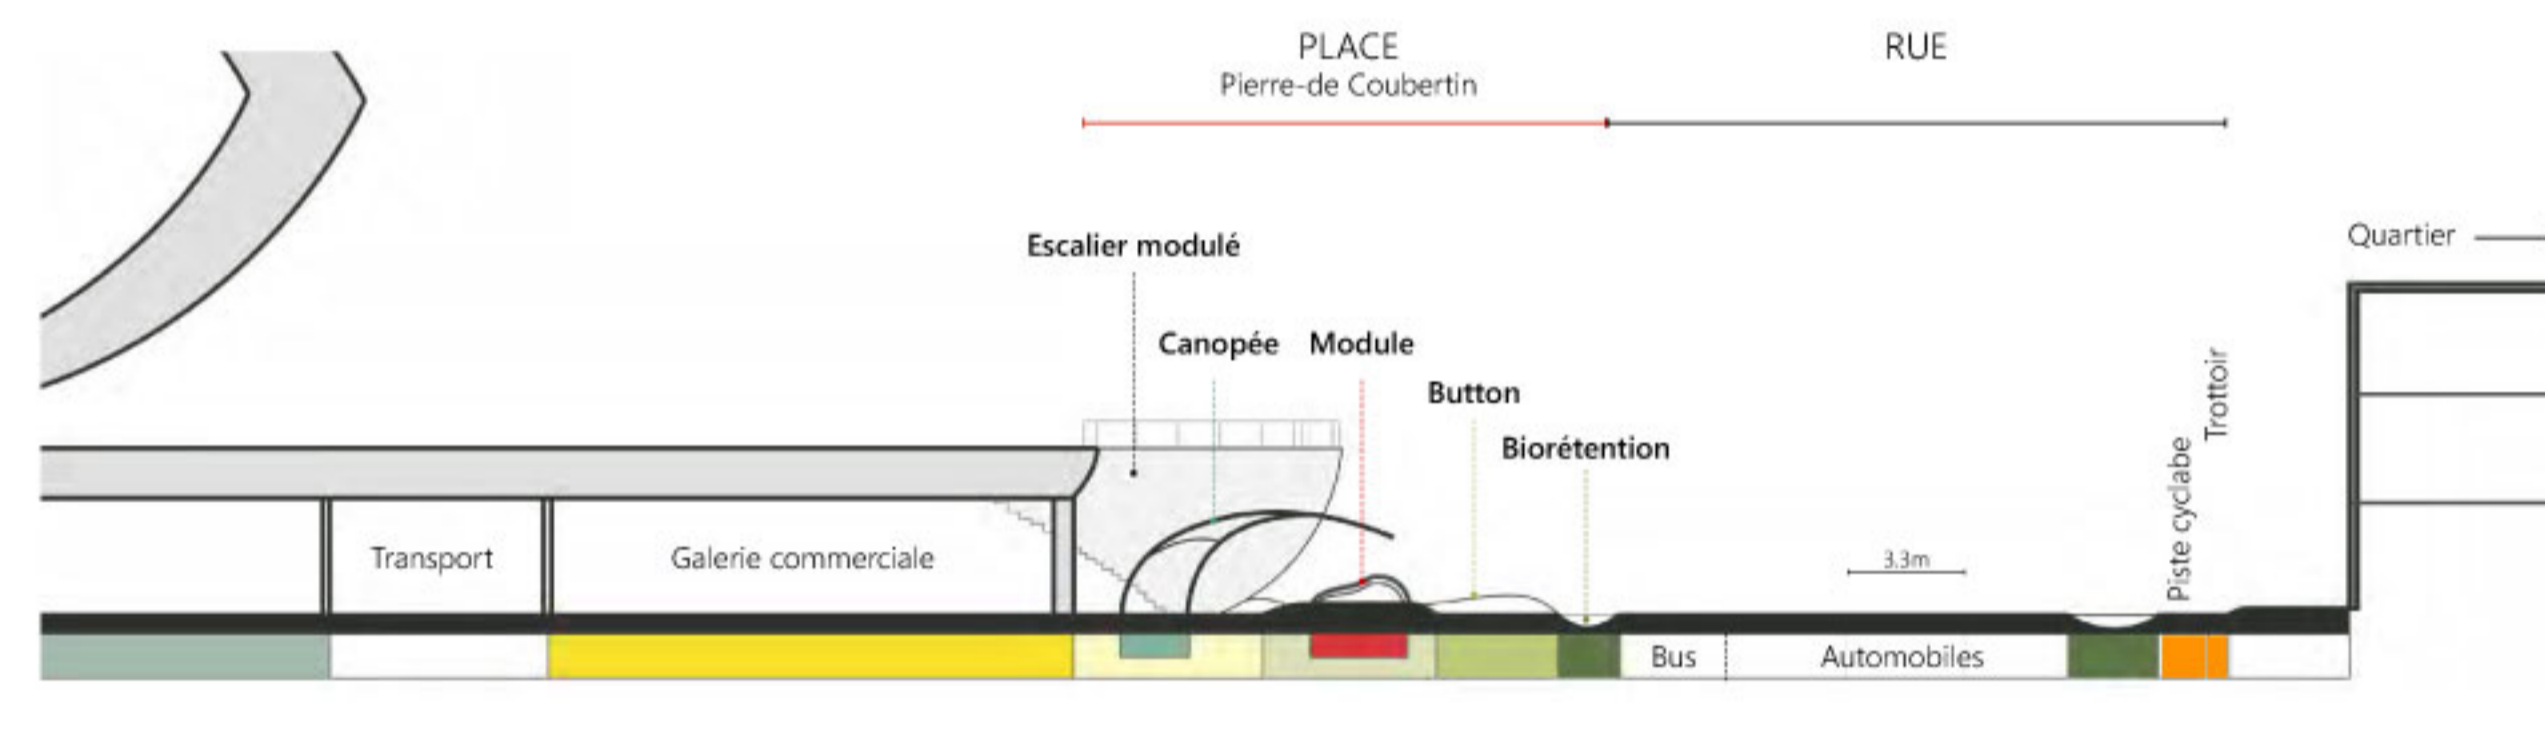 PLACE
Pierre-de Coubertin
RUE
Escalier modulé
Quartier
Canopée
Module
Button
Biorétention
Trottoir
Piste cyclabe
Transport
Galerie commerciale
3.3m
Bus
Automobiles